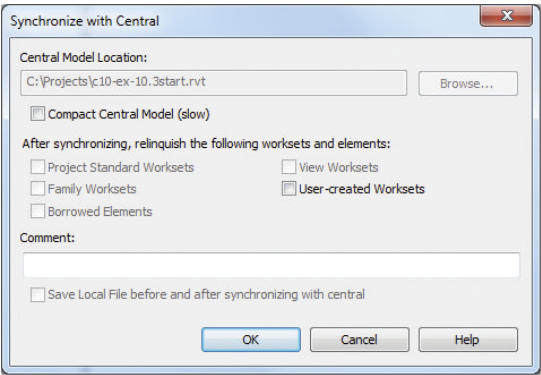 Synchronize with Central
Central Model Location:
C:\Projects\c10-ex-10.3start.rvt
Browse...
Compact Central Model (slow)
After synchronizing, relinquish the following worksets and elements:
Project Standard Worksets
View Worksets
Family Worksets
User-created Worksets
Borrowed Elements
Comment:
Save Local File before and after synchronizing with central
OK
Cancel
Help